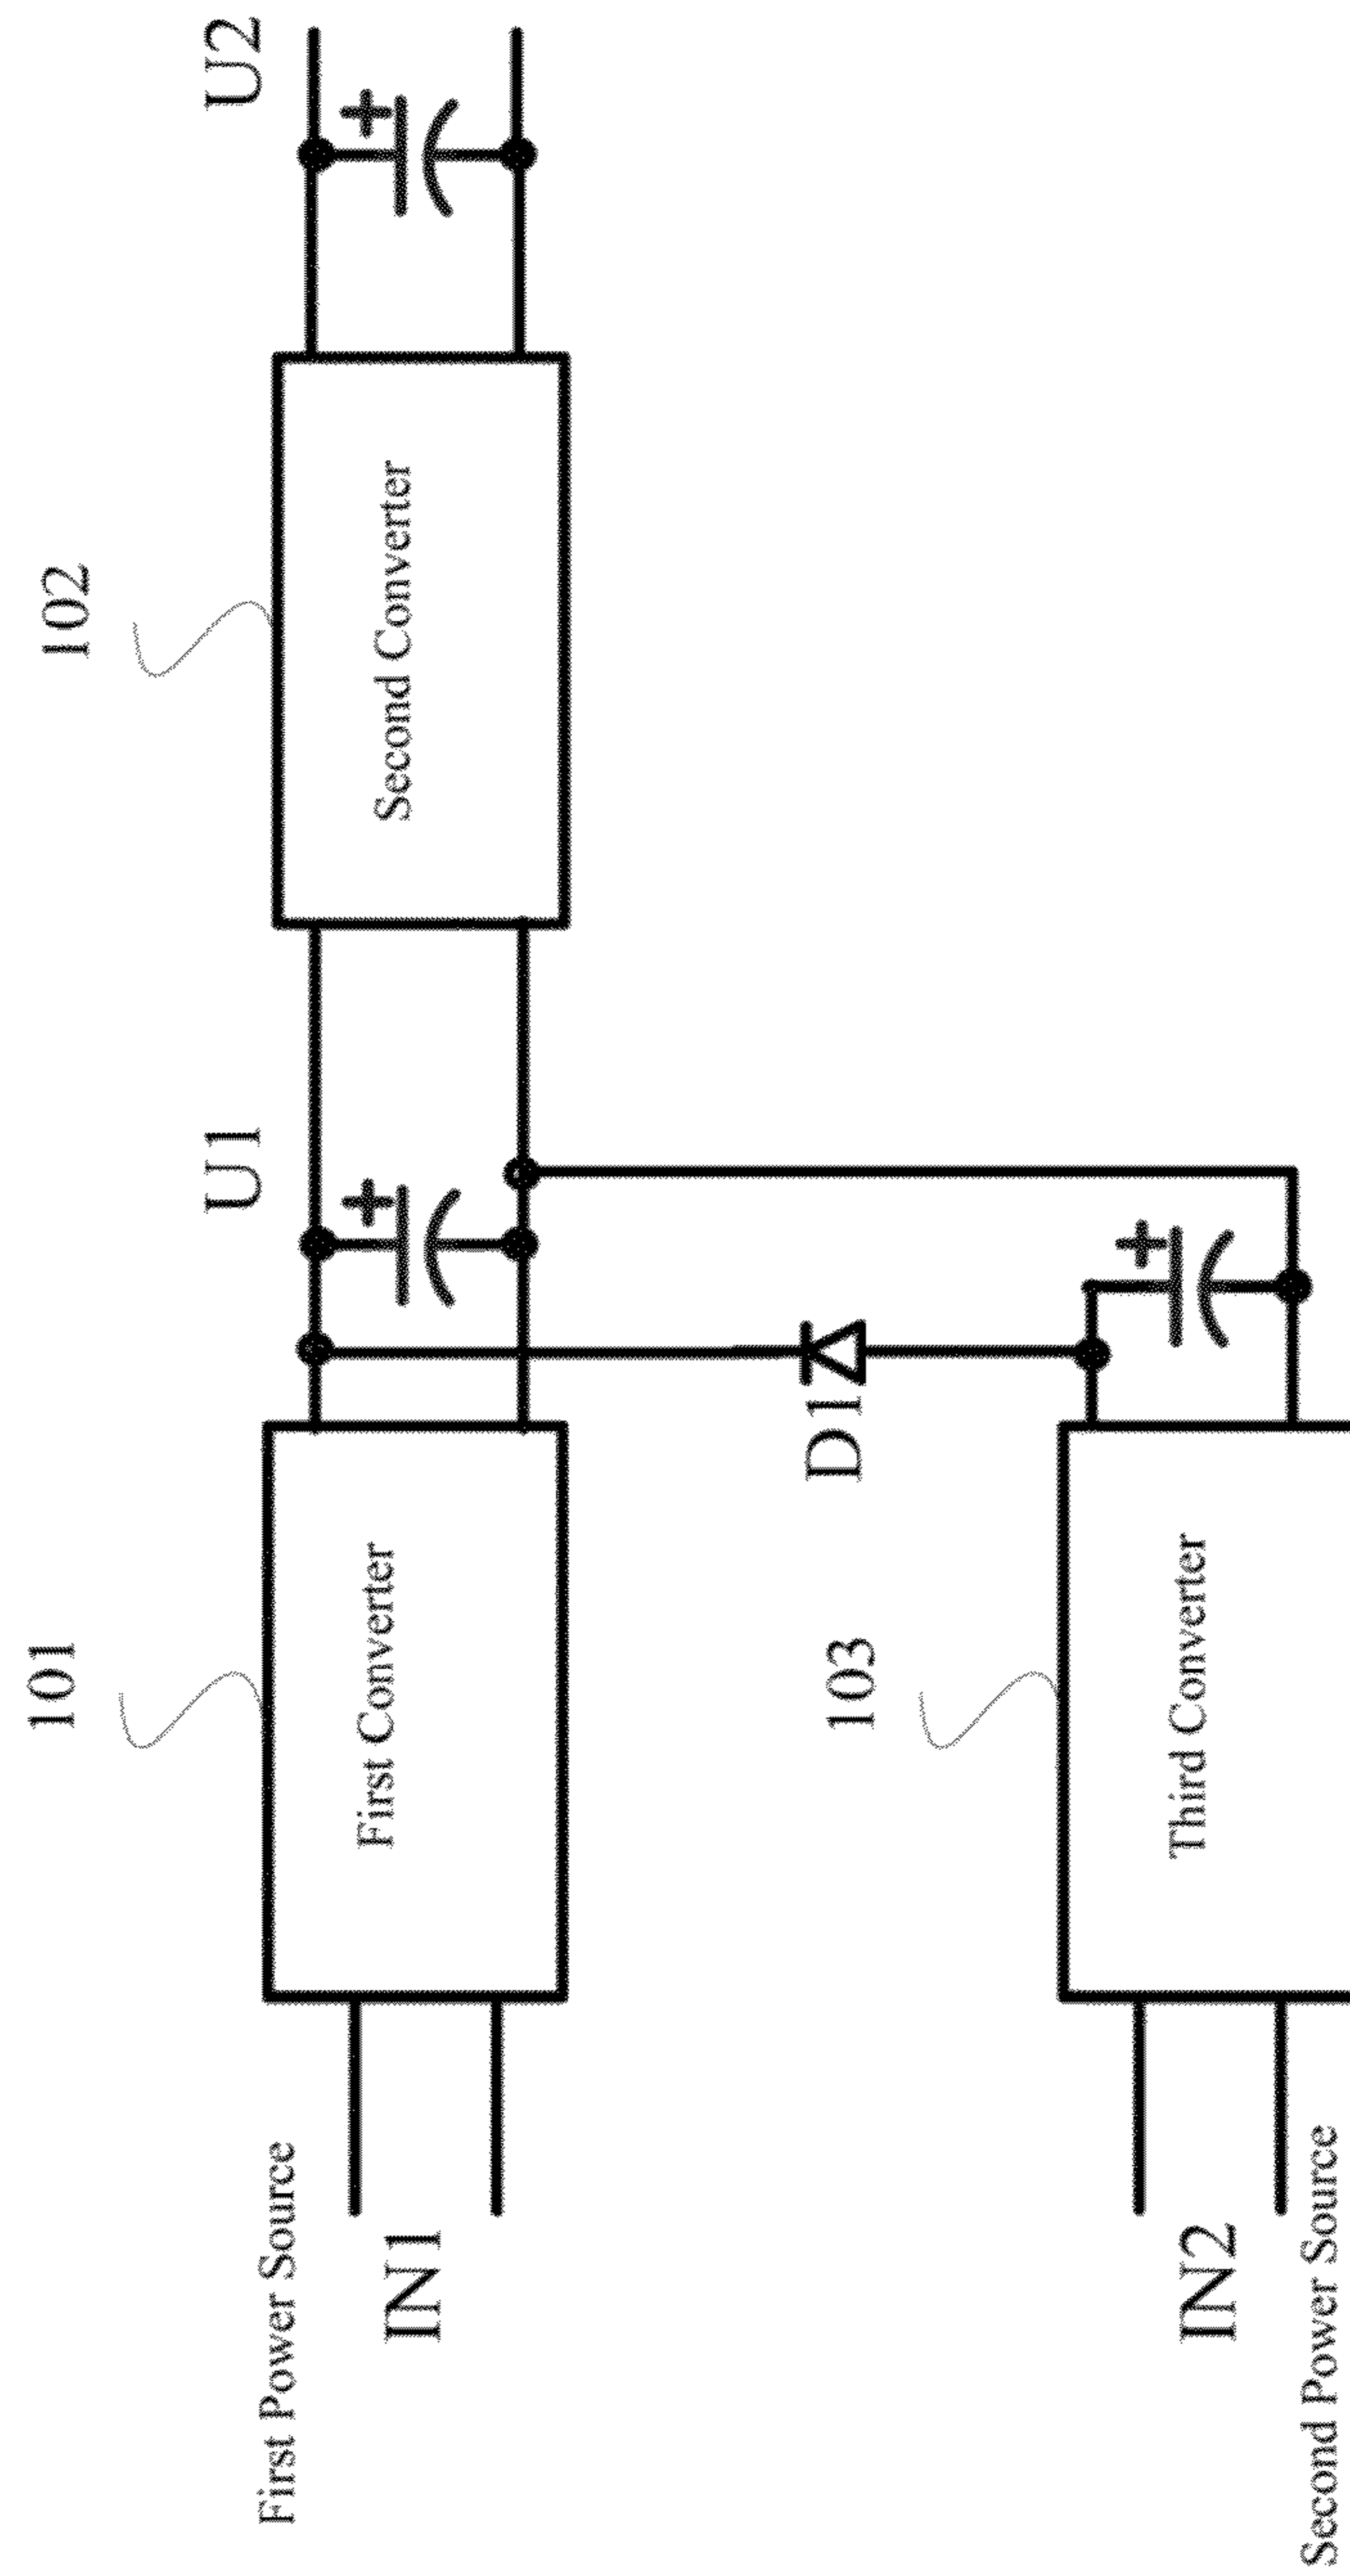 First Power Source
IN1
101
First Converter
U1
102
Second Converter
U2
D1
103
Third Converter
IN2
Second Power Source